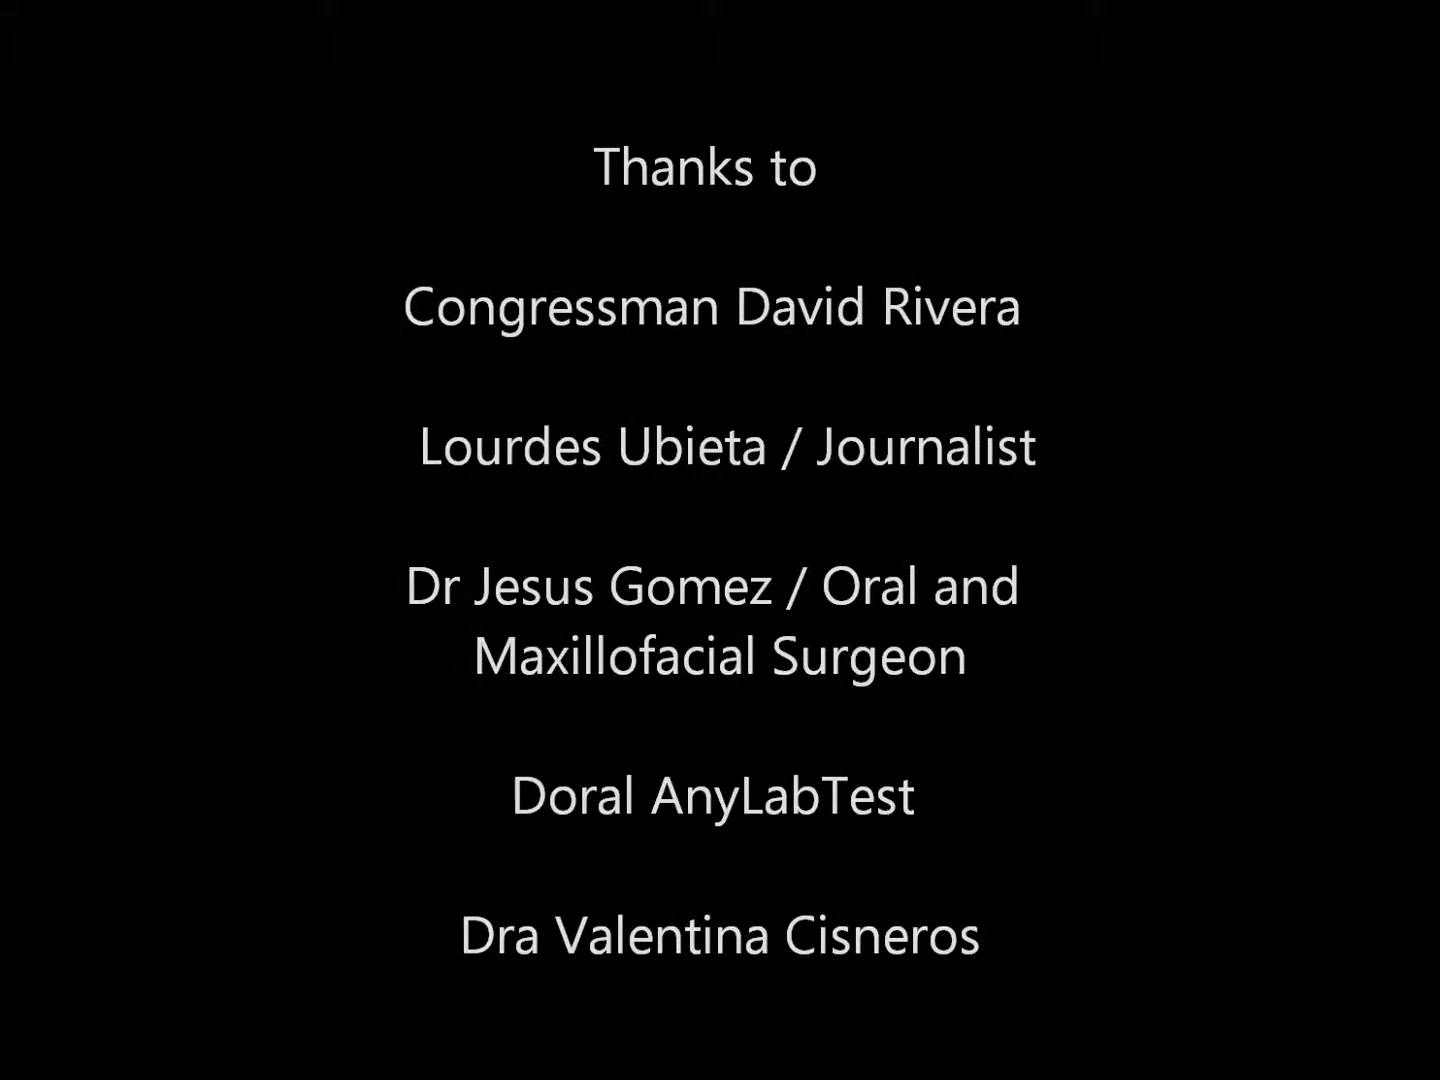 Thanks to
Congressman David Rivera
Lourdes Ubieta / Journalist
Dr Jesus Gomez / Oral and
Maxillofacial Surgeon
Doral AnyLabTest
Dra Valentina Cisneros